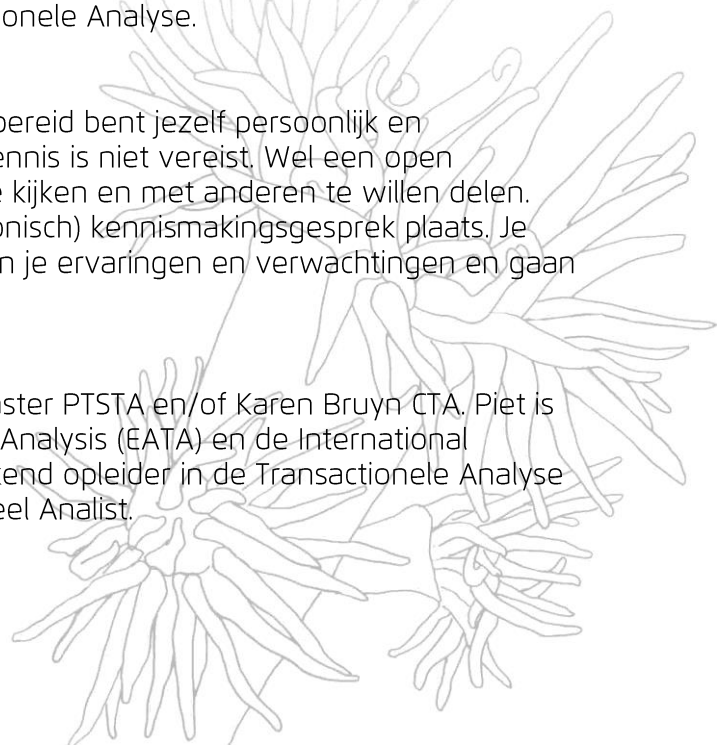 onele Analyse.
bereid bent jezelf persoonlijk en
ennis is niet vereist. Wel een open
e kijken en met anderen te willen delen.
onisch) kennismakingsgesprek plaats. Je
n je ervaringen en verwachtingen en gaan
aster PTSTA en/of Karen Bruyn CTA. Piet is
Analysis (EATA) en de International
kend opleider in de Transactionele Analyse
eel Analist.